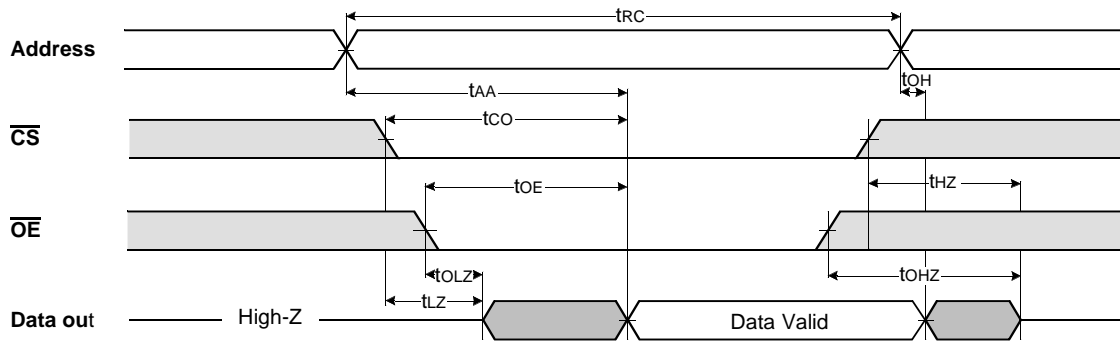 tRC
Address
tOH
tAA
tCO
CS
tHZ
tOE
OE
tOLZ
tOHZ
tLZ
High-Z
Data out
Data Valid